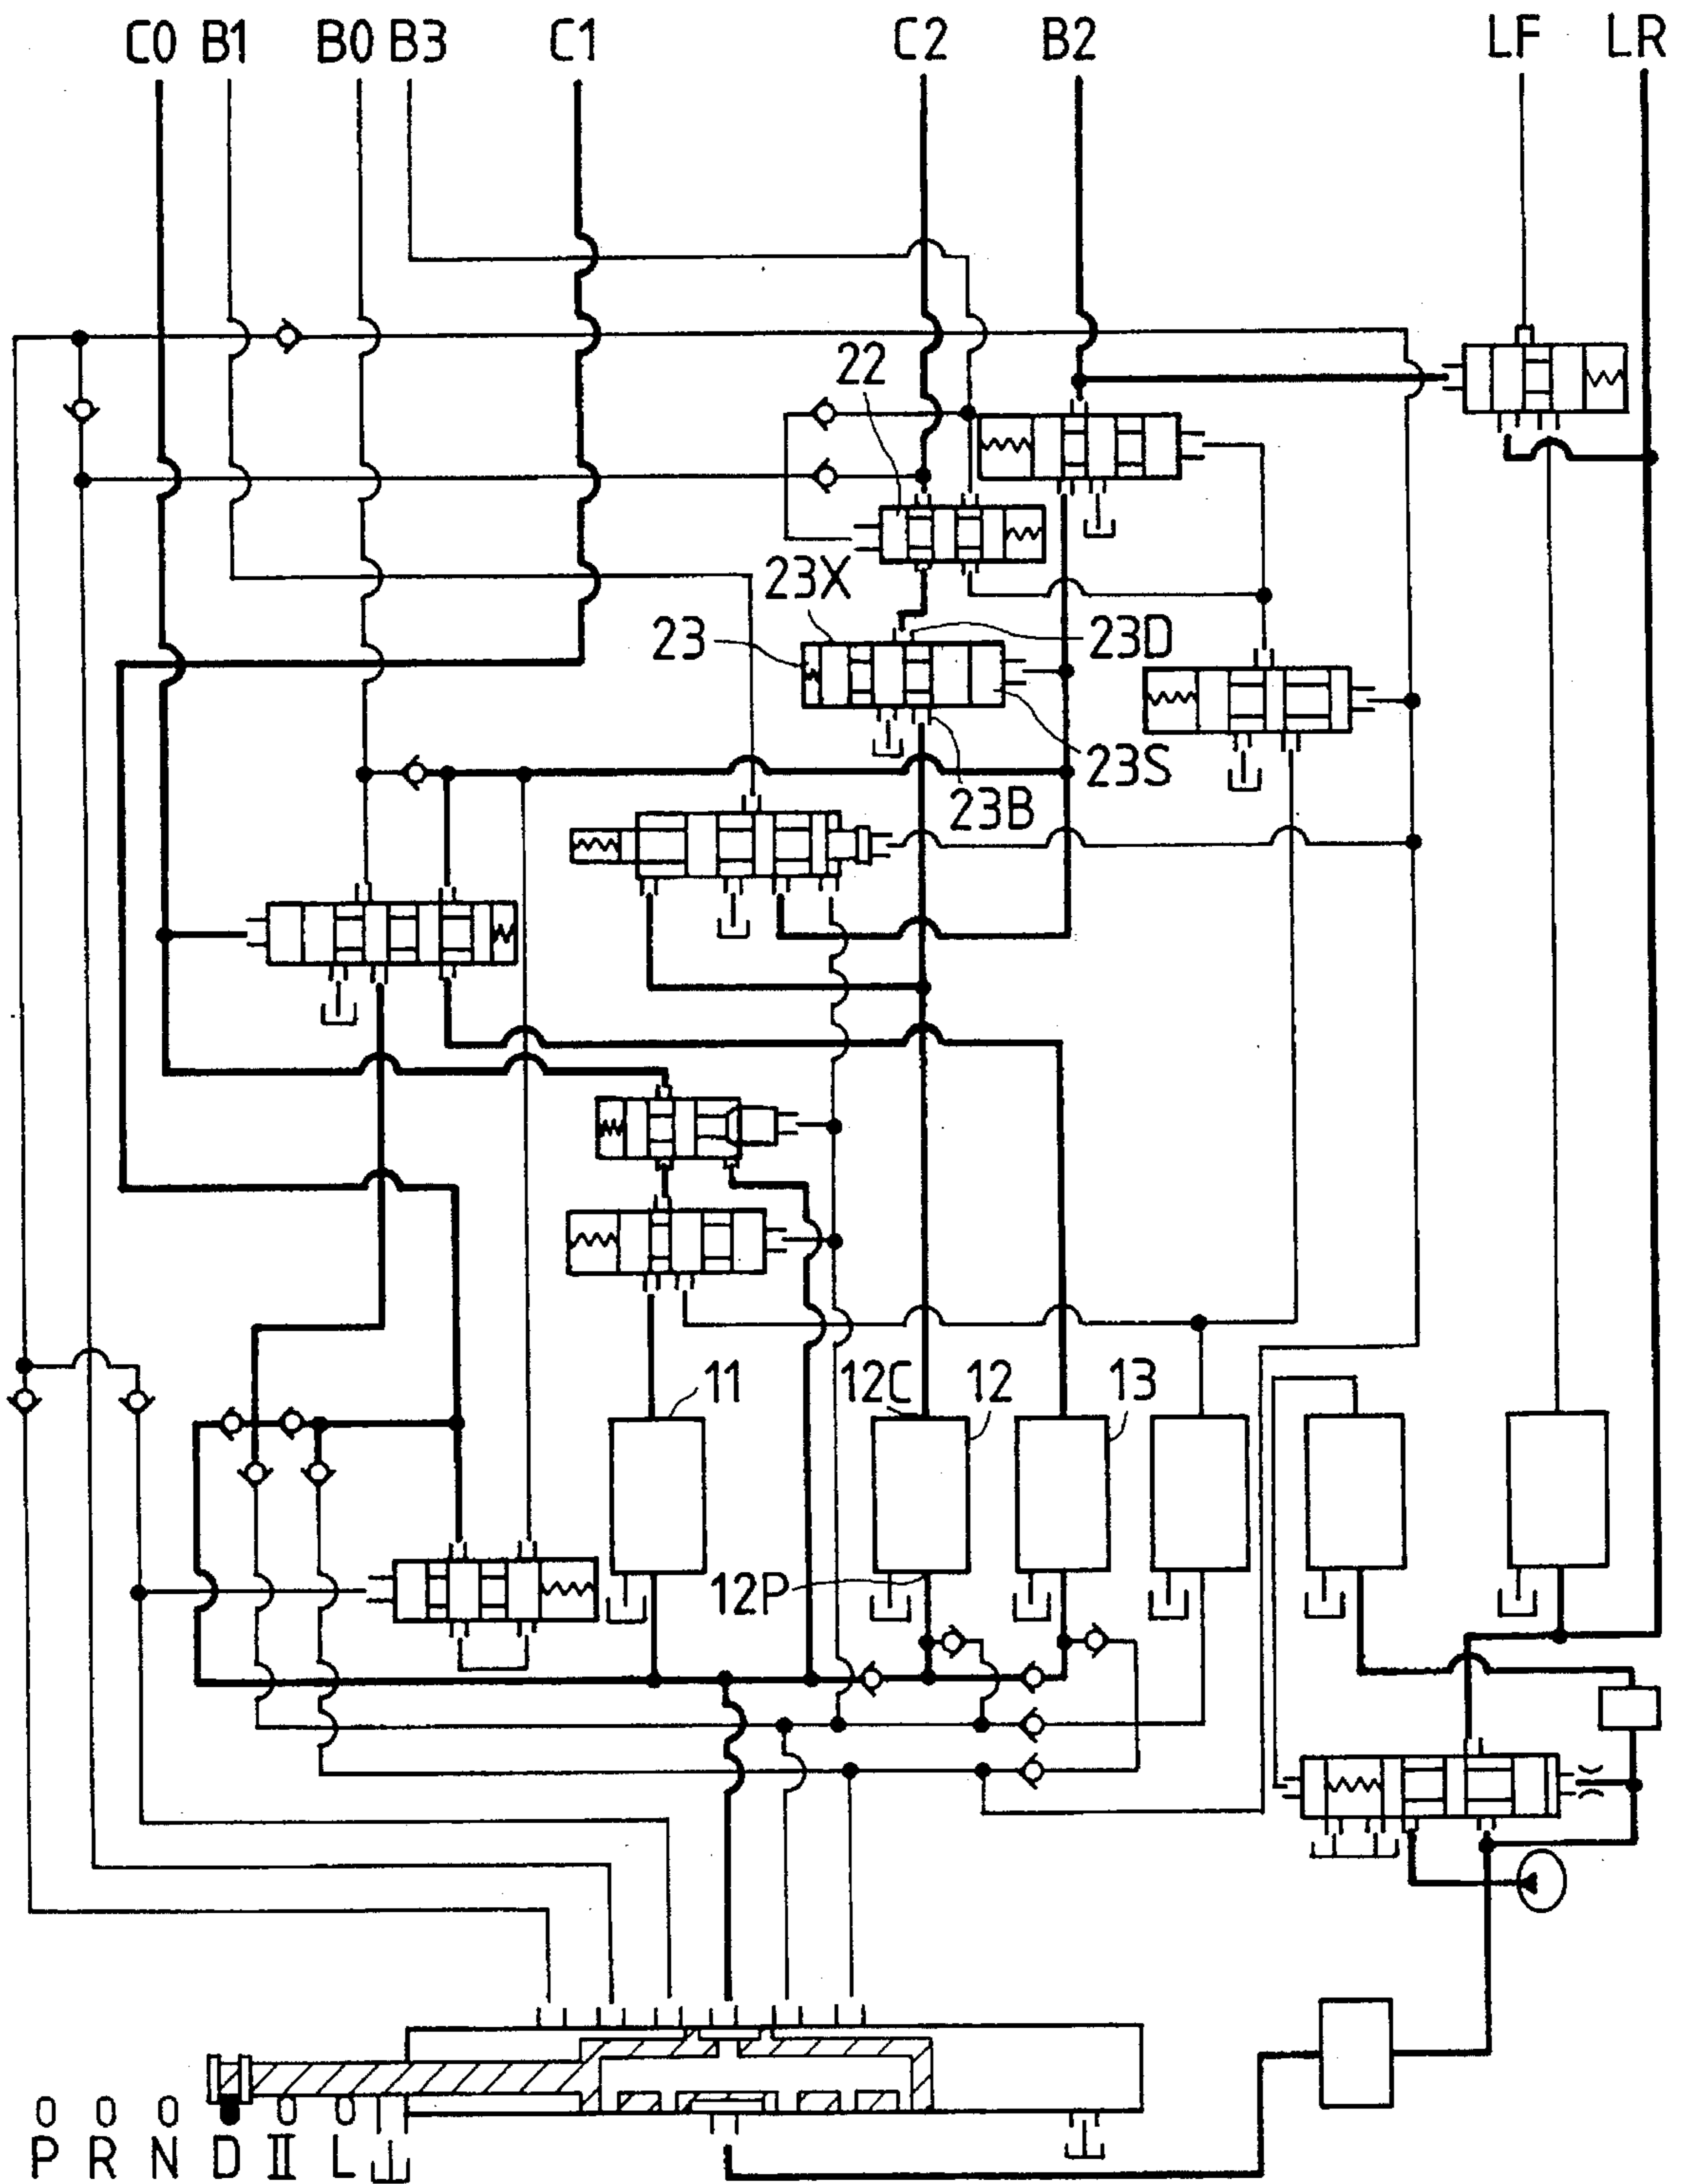 C0 B1 B0 B3 C1 C2 B2 LF LR
22
23X
23
23D
23S
23B
11
12C
12
13
12P
P R N D II L